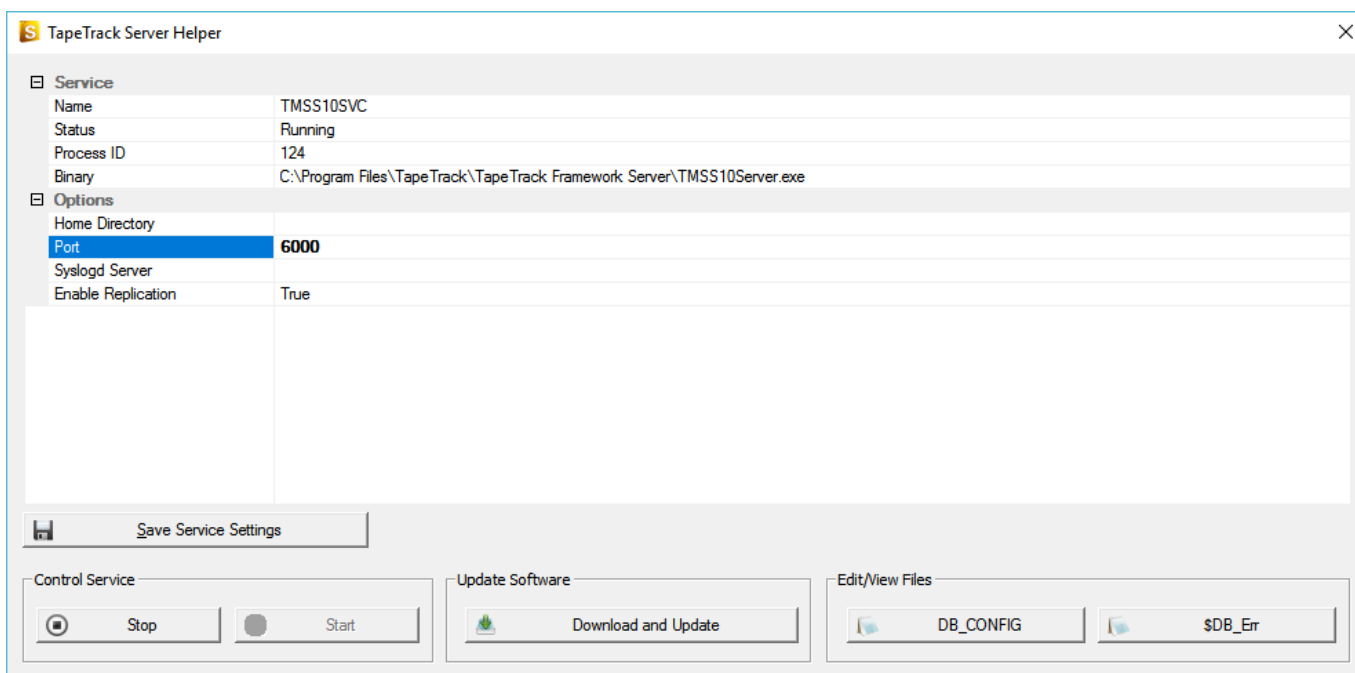 S TapeTrack Server Helper
Service
Name TMSS10SVC
Status Running
Process ID 124
Binary C:\Program Files\TapeTrack\TapeTrack Framework Server\TMSS10Server.exe
Options
Home Directory
Port 6000
Syslogd Server
Enable Replication True
Save Service Settings
Control Service Update Software Edit/View Files
Stop Start Download and Update DB_CONFIG $DB_Err